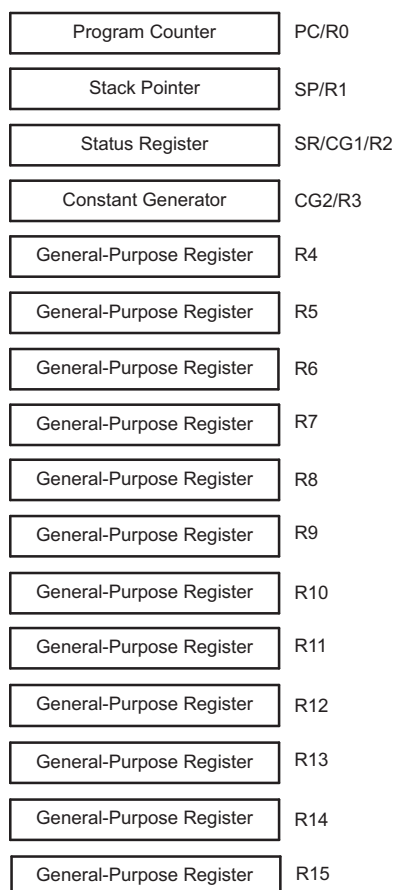 Program Counter PC/R0
Stack Pointer SP/R1
Status Register SR/CG1/R2
Constant Generator CG2/R3
General-Purpose Register R4
General-Purpose Register R5
General-Purpose Register R6
General-Purpose Register R7
General-Purpose Register R8
General-Purpose Register R9
General-Purpose Register R10
General-Purpose Register R11
General-Purpose Register R12
General-Purpose Register R13
General-Purpose Register R14
General-Purpose Register R15